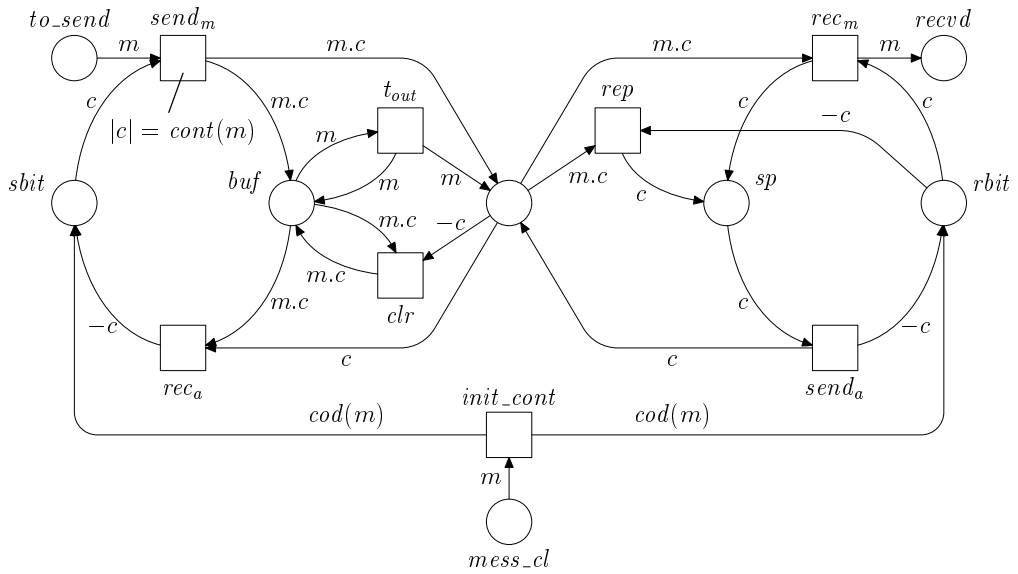 to_send
send_m
rec_m
recvd
m
m.c
m.c
m
t_out
rep
c
m.c
c
c
|c| = cont(m)
m
−c
buf
m
m
m.c
sbit
c
sp
rbit
m.c
−c
m.c
clr
m.c
c
−c
−c
c
c
rec_a
send_a
init_cont
cod(m)
cod(m)
m
mess_cl